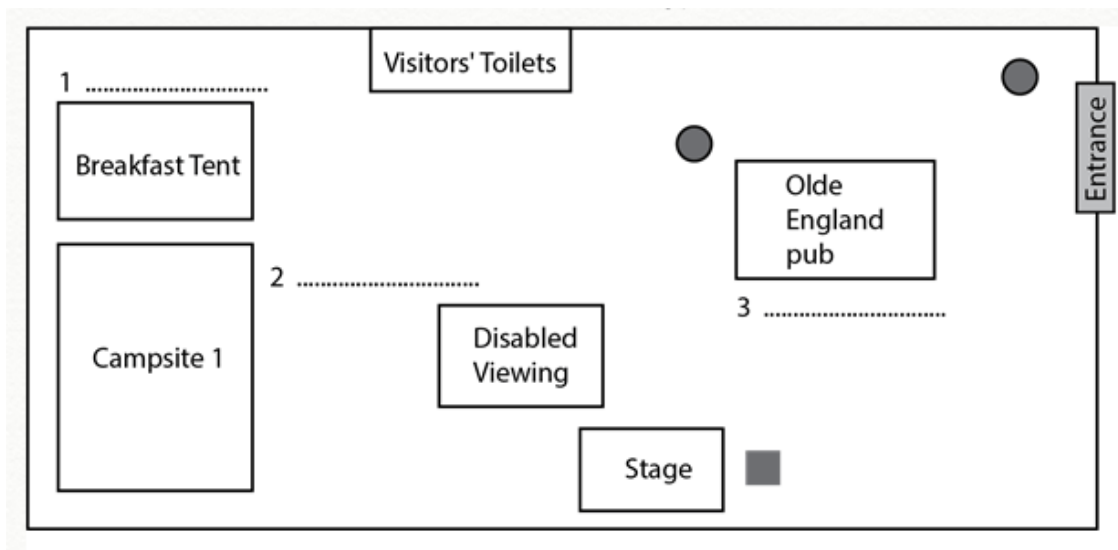 Visitors' Toilets
1 ..............................
Breakfast Tent
Entrance
Olde
England
pub
2 ..............................
3 ..............................
Disabled
Viewing
Campsite 1
Stage